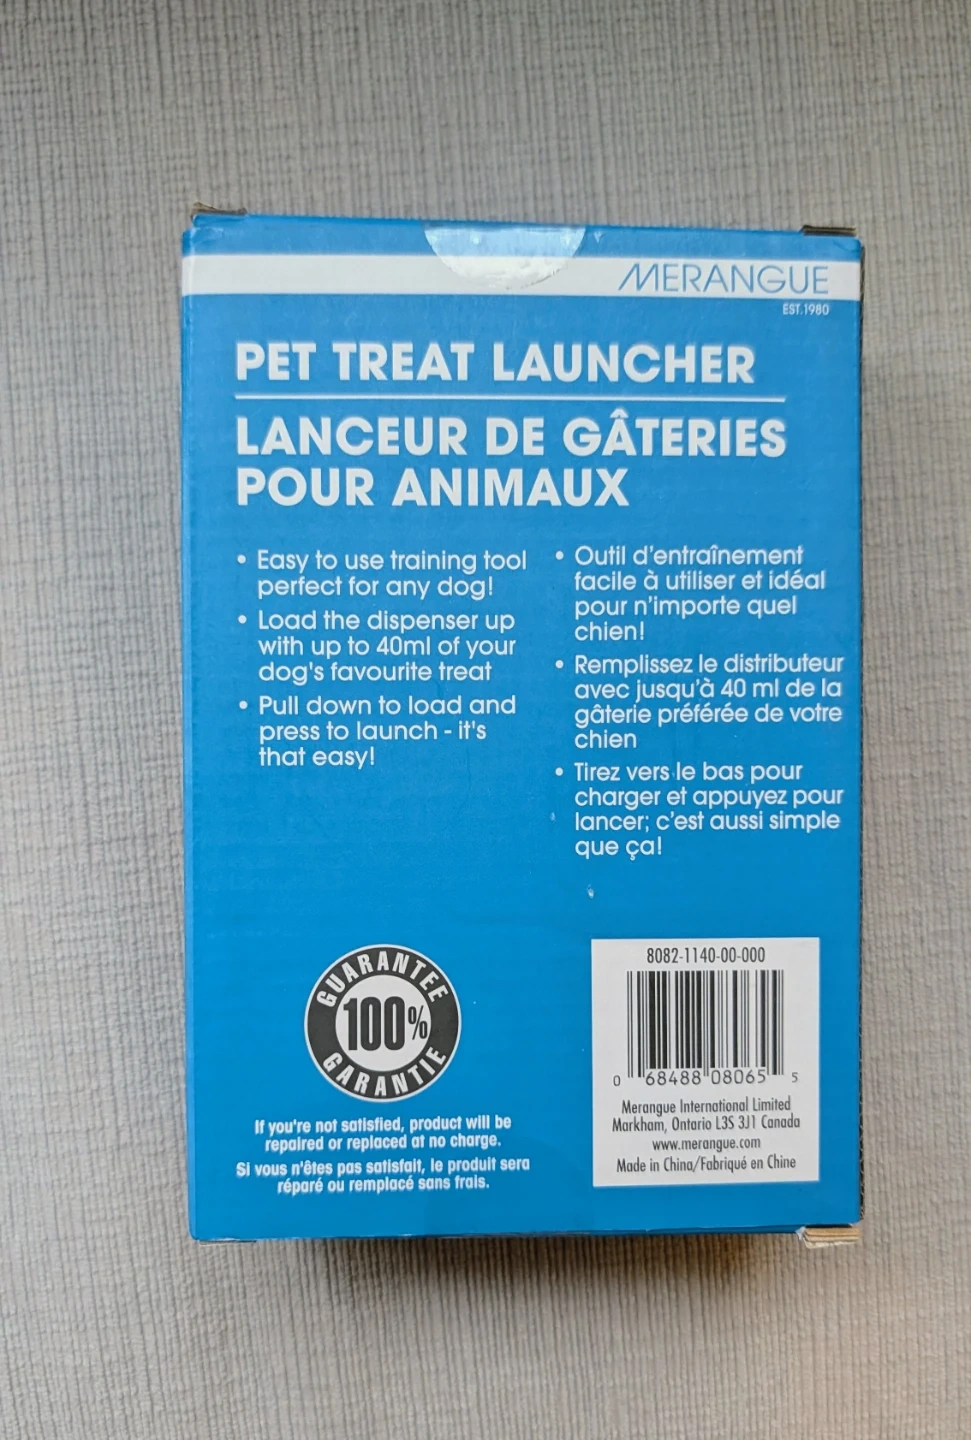 MERANGUE
EST.1980
PET TREAT LAUNCHER
LANCEUR DE GÂTERIES
POUR ANIMAUX
• Easy to use training tool
perfect for any dog!
• Load the dispenser up
with up to 40ml of your
dog's favourite treat
• Pull down to load and
press to launch - it's
that easy!
• Outil d'entraînement
facile à utiliser et idéal
pour n'importe quel
chien!
• Remplissez le distributeur
avec jusqu'à 40 ml de la
gâterie préférée de votre
chien
• Tirez vers le bas pour
charger et appuyez pour
lancer; c'est aussi simple
que ça!
GUARANTEE
100%
GARANTIE
If you're not satisfied, product will be
repaired or replaced at no charge.
Si vous n'êtes pas satisfait, le produit sera
réparé ou remplacé sans frais.
8082-1140-00-000
0 68488 08065 5
Merangue International Limited
Markham, Ontario L3S 3J1 Canada
www.merangue.com
Made in China/Fabriqué en Chine